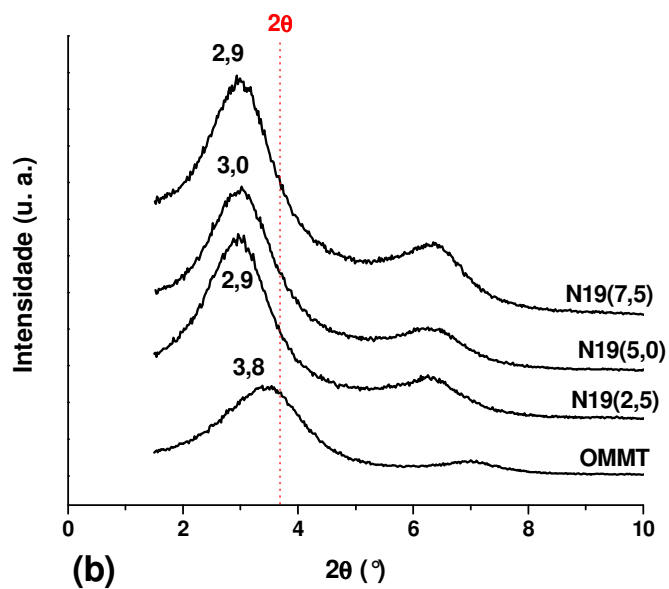 2θ
2,9
3,0
2,9
3,8
N19(7,5)
N19(5,0)
N19(2,5)
OMMT
Intensidade (u. a.)
0 2 4 6 8 10
(b) 2θ (°)